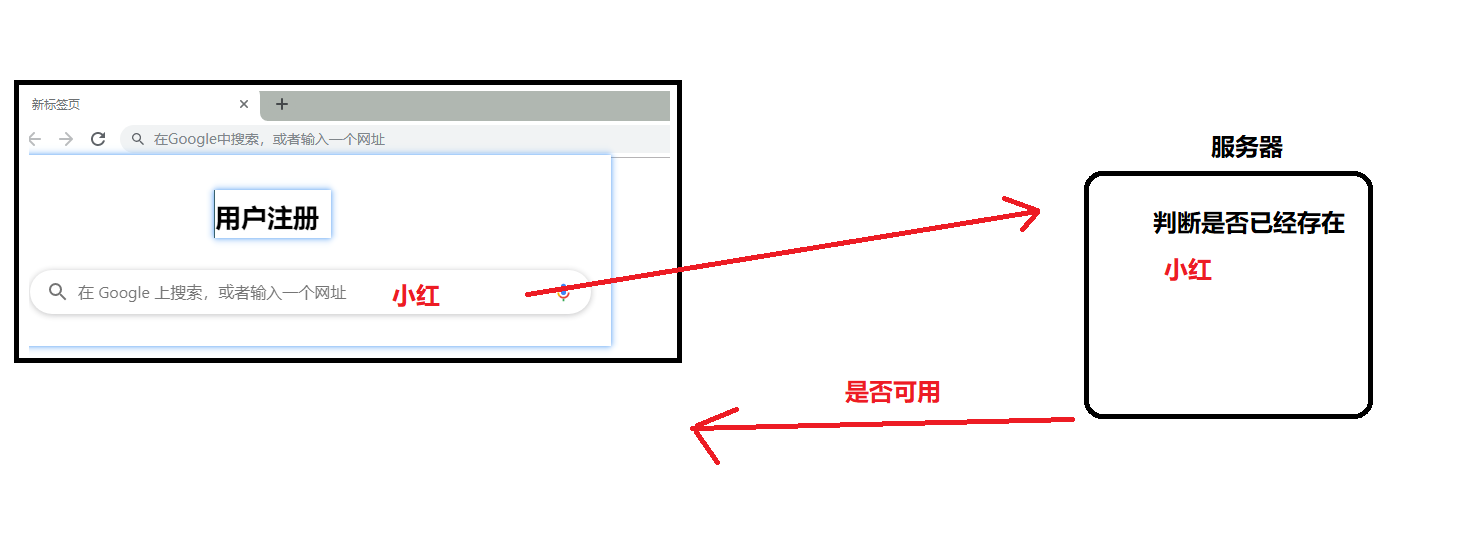 新标签页
在Google中搜索，或者输入一个网址
用户注册
在 Google 上搜索，或者输入一个网址
小红
服务器
判断是否已经存在
小红
是否可用